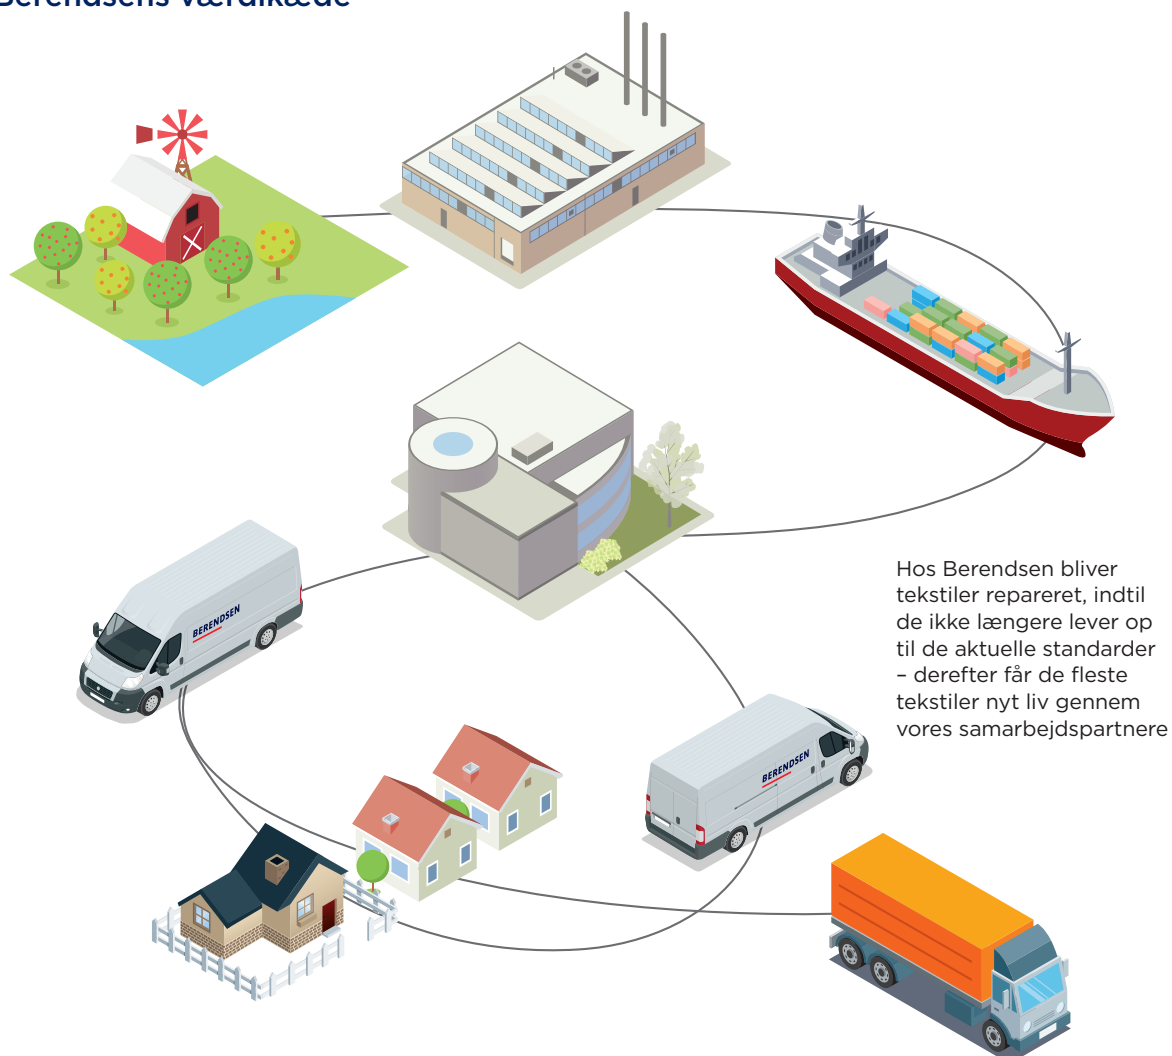 Berendsens værdikæde
Hos Berendsen bliver
tekstiler repareret, indtil
de ikke længere lever op
til de aktuelle standarder
– derefter får de fleste
tekstiler nyt liv gennem
vores samarbejdspartnere
BERENDSEN
BERENDSEN